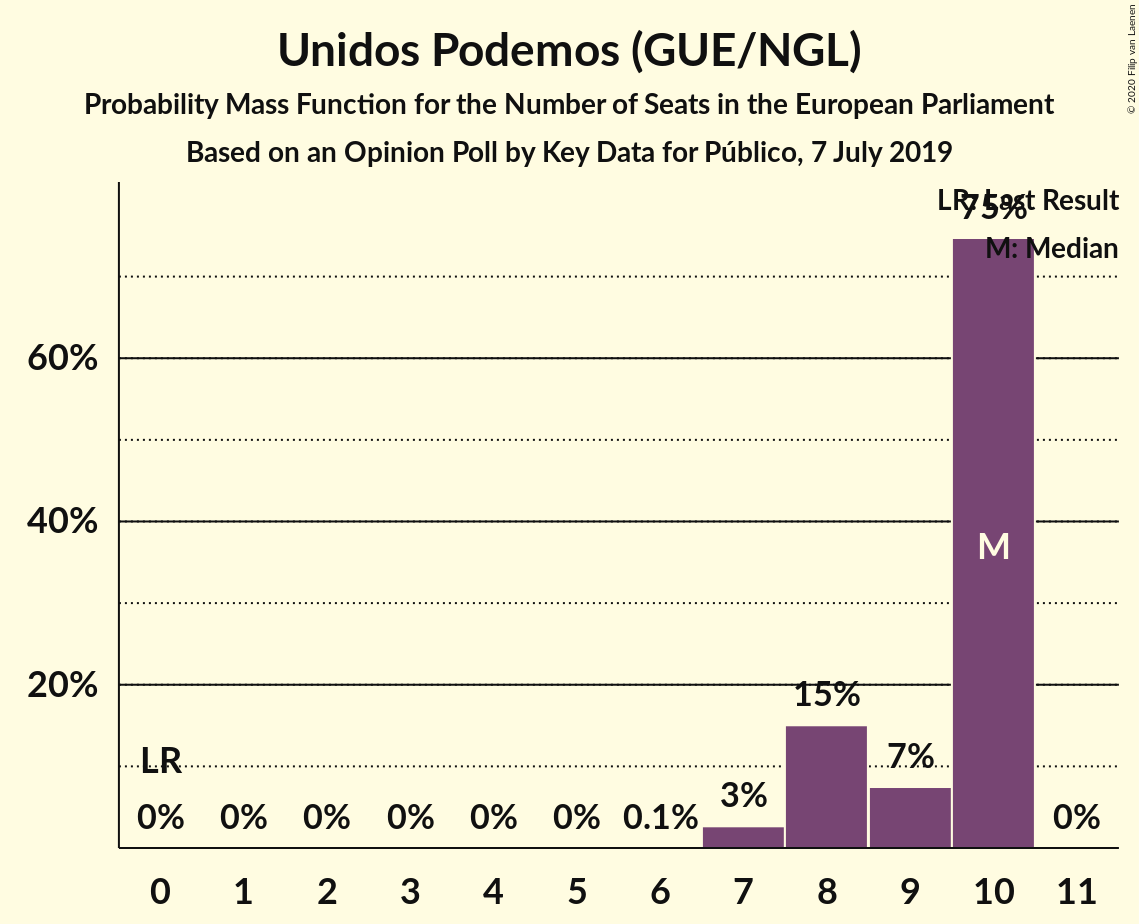 Unidos Podemos (GUE/NGL)
Probability Mass Function for the Number of Seats in the European Parliament
Based on an Opinion Poll by Key Data for Público, 7 July 2019
© 2020 Filip van Laenen
LR: Last Result
75%
M: Median
60%
40%
M
20%
15%
LR
7%
3%
0% 0% 0% 0% 0% 0% 0.1% 0%
0 1 2 3 4 5 6 7 8 9 10 11